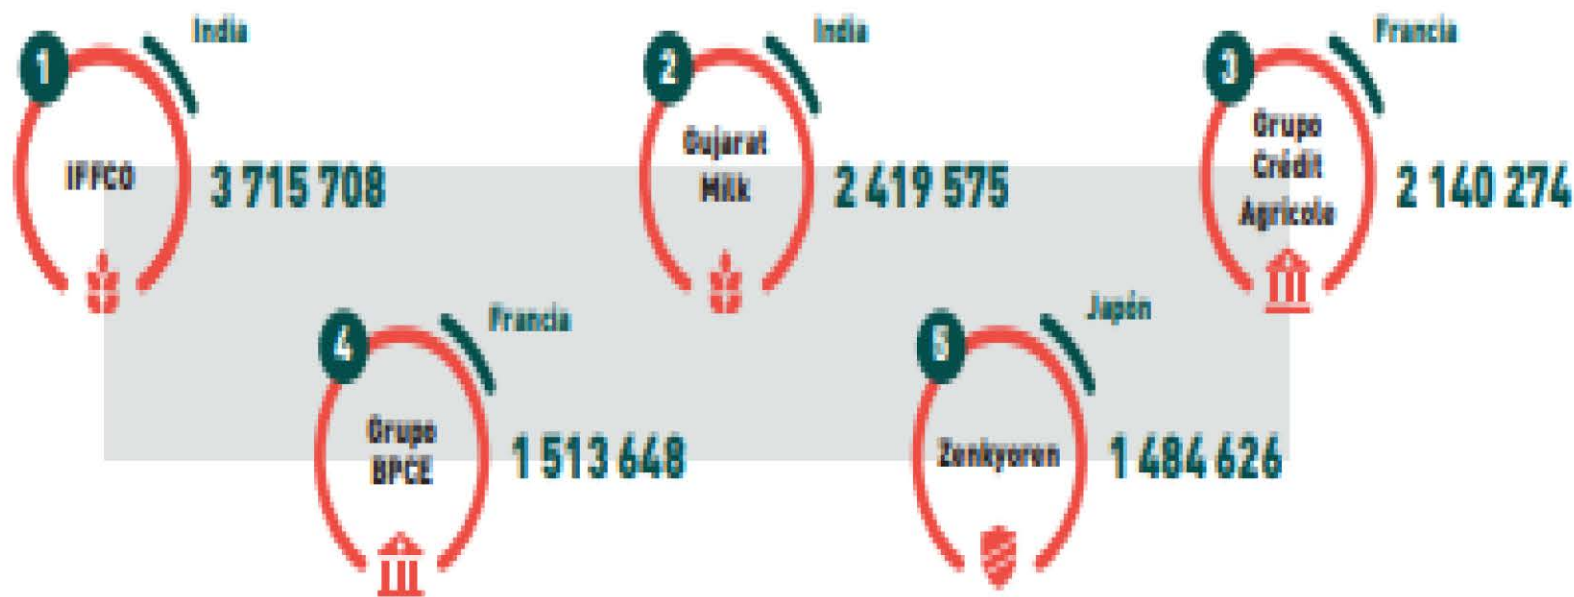 1
India
IFFCO
3 715 708
2
India
Gujarat
Milk
2 419 575
3
Francia
Grupo
Crédit
Agricole
2 140 274
4
Francia
Grupo
BPCE
1 513 648
5
Japón
Zenkyoren
1 484 626